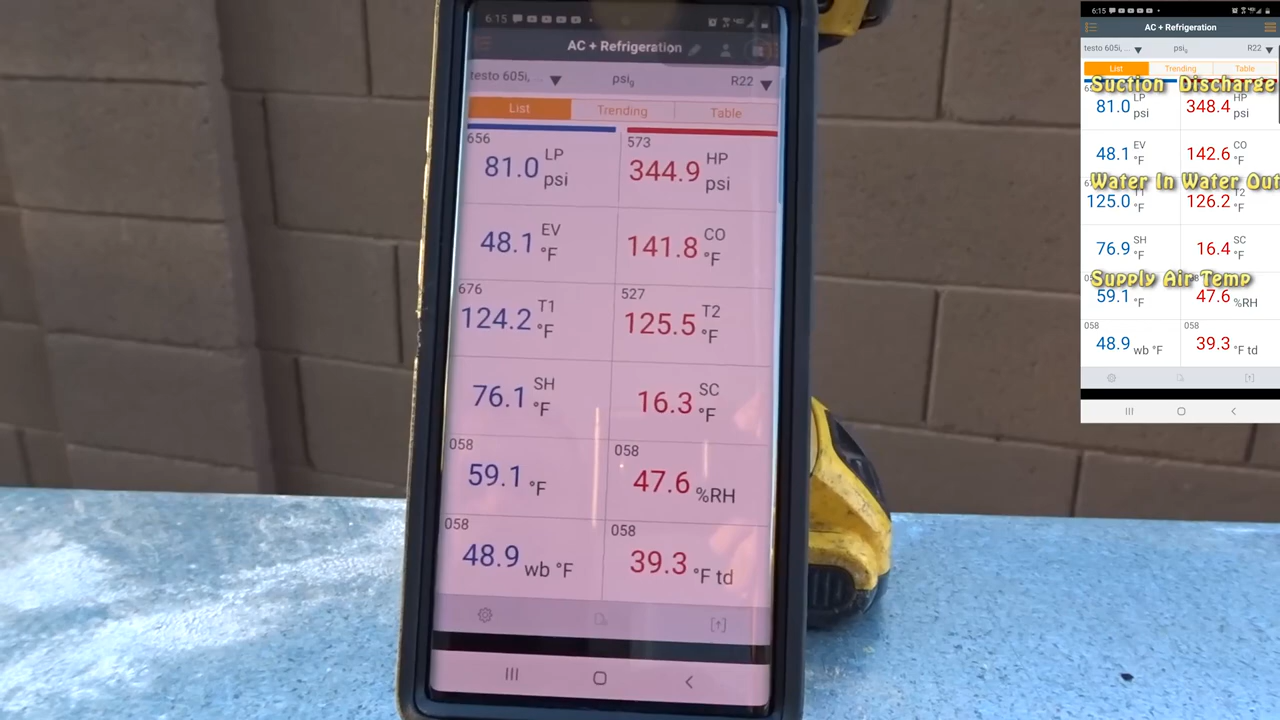 6:15
AC + Refrigeration
testo 605i, ... psig R22
List Trending Table
656 573
81.0 LP psi 344.9 HP psi
48.1 EV °F 141.8 CO °F
676 527
124.2 T1 °F 125.5 T2 °F
76.1 SH °F 16.3 SC °F
058 058
59.1 °F 47.6 %RH
058 058
48.9 wb °F 39.3 °F td
6:15
AC + Refrigeration
testo 605i, ... psig R22
List Trending Table
Suction Discharge
81.0 LP psi 348.4 HP psi
48.1 EV °F 142.6 CO °F
Water In Water Out
125.0 T1 °F 126.2 T2 °F
76.9 SH °F 16.4 SC °F
Supply Air Temp
59.1 °F 47.6 %RH
058 058
48.9 wb °F 39.3 °F td